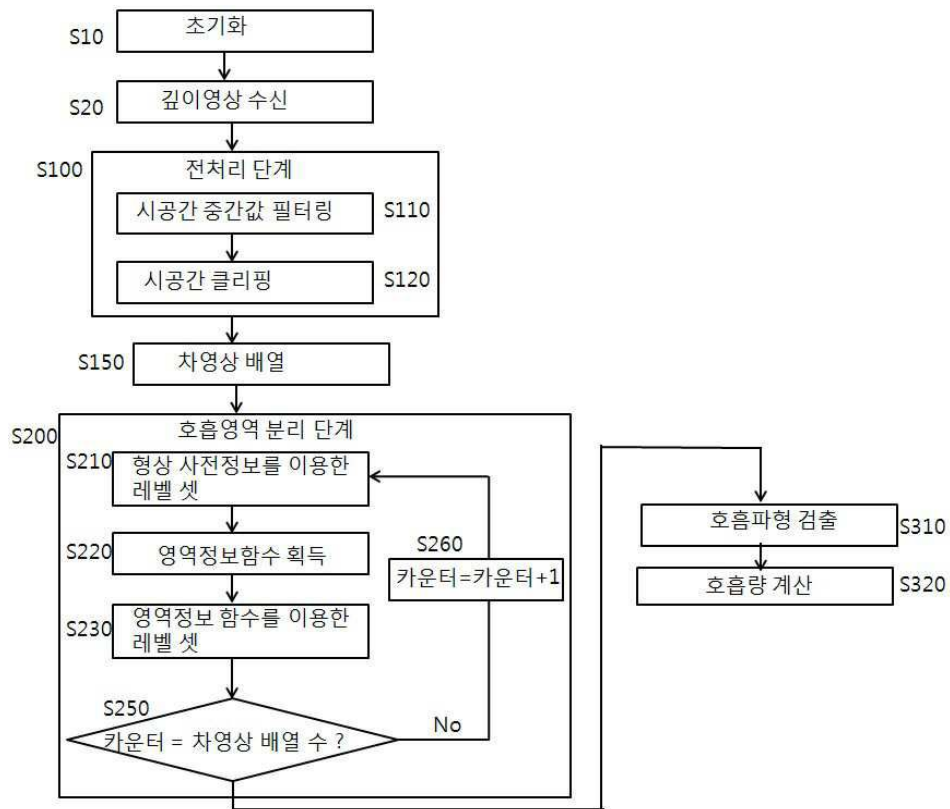 S10
초기화
S20
깊이영상 수신
S100
전처리 단계
시공간 중간값 필터링
S110
시공간 클리핑
S120
S150
차영상 배열
S200
호흡영역 분리 단계
S210
형상 사전정보를 이용한
레벨 셋
S220
영역정보함수 획득
S230
영역정보 함수를 이용한
레벨 셋
S260
카운터=카운터+1
S250
카운터 = 차영상 배열 수 ?
No
호흠파형 검출
S310
호흡량 계산
S320